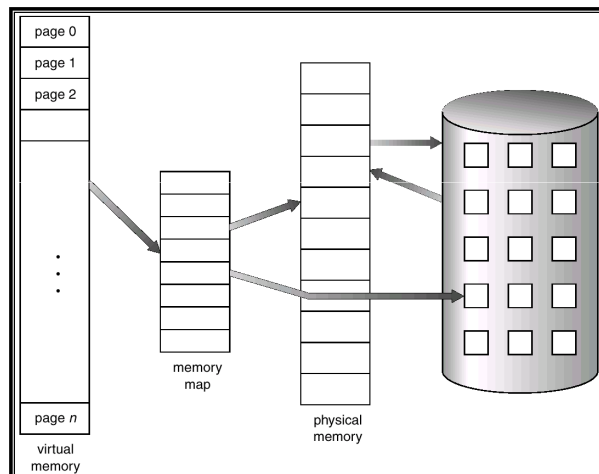 page 0
page 1
page 2
page n
virtual
memory
memory
map
physical
memory